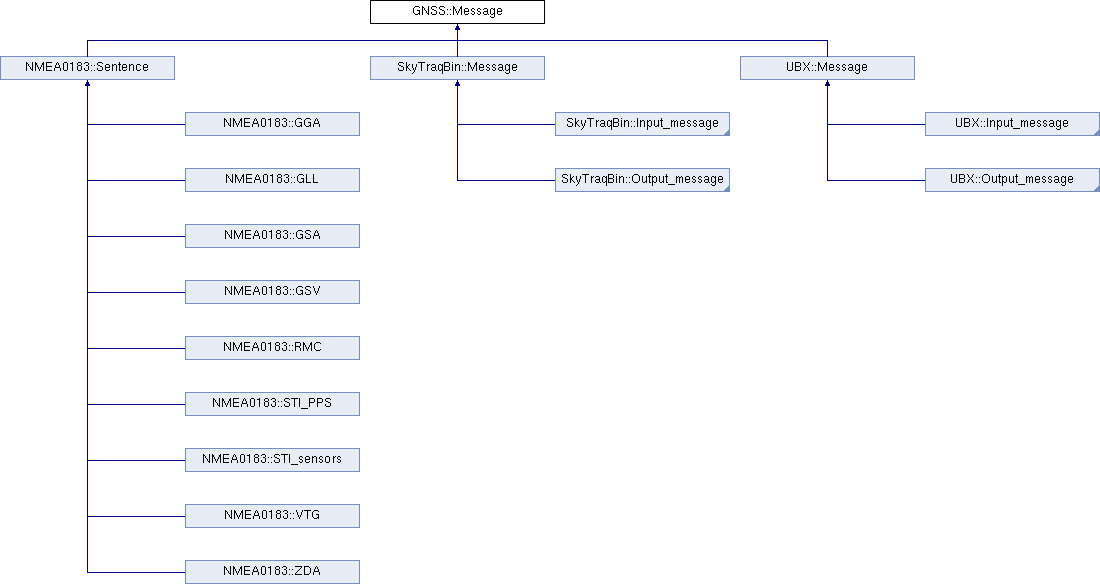 GNSS::Message
NMEA0183::Sentence
SkyTraqBin::Message
UBX::Message
NMEA0183::GGA
SkyTraqBin::Input_message
UBX::Input_message
NMEA0183::GLL
SkyTraqBin::Output_message
UBX::Output_message
NMEA0183::GSA
NMEA0183::GSV
NMEA0183::RMC
NMEA0183::STI_PPS
NMEA0183::STI_sensors
NMEA0183::VTG
NMEA0183::ZDA